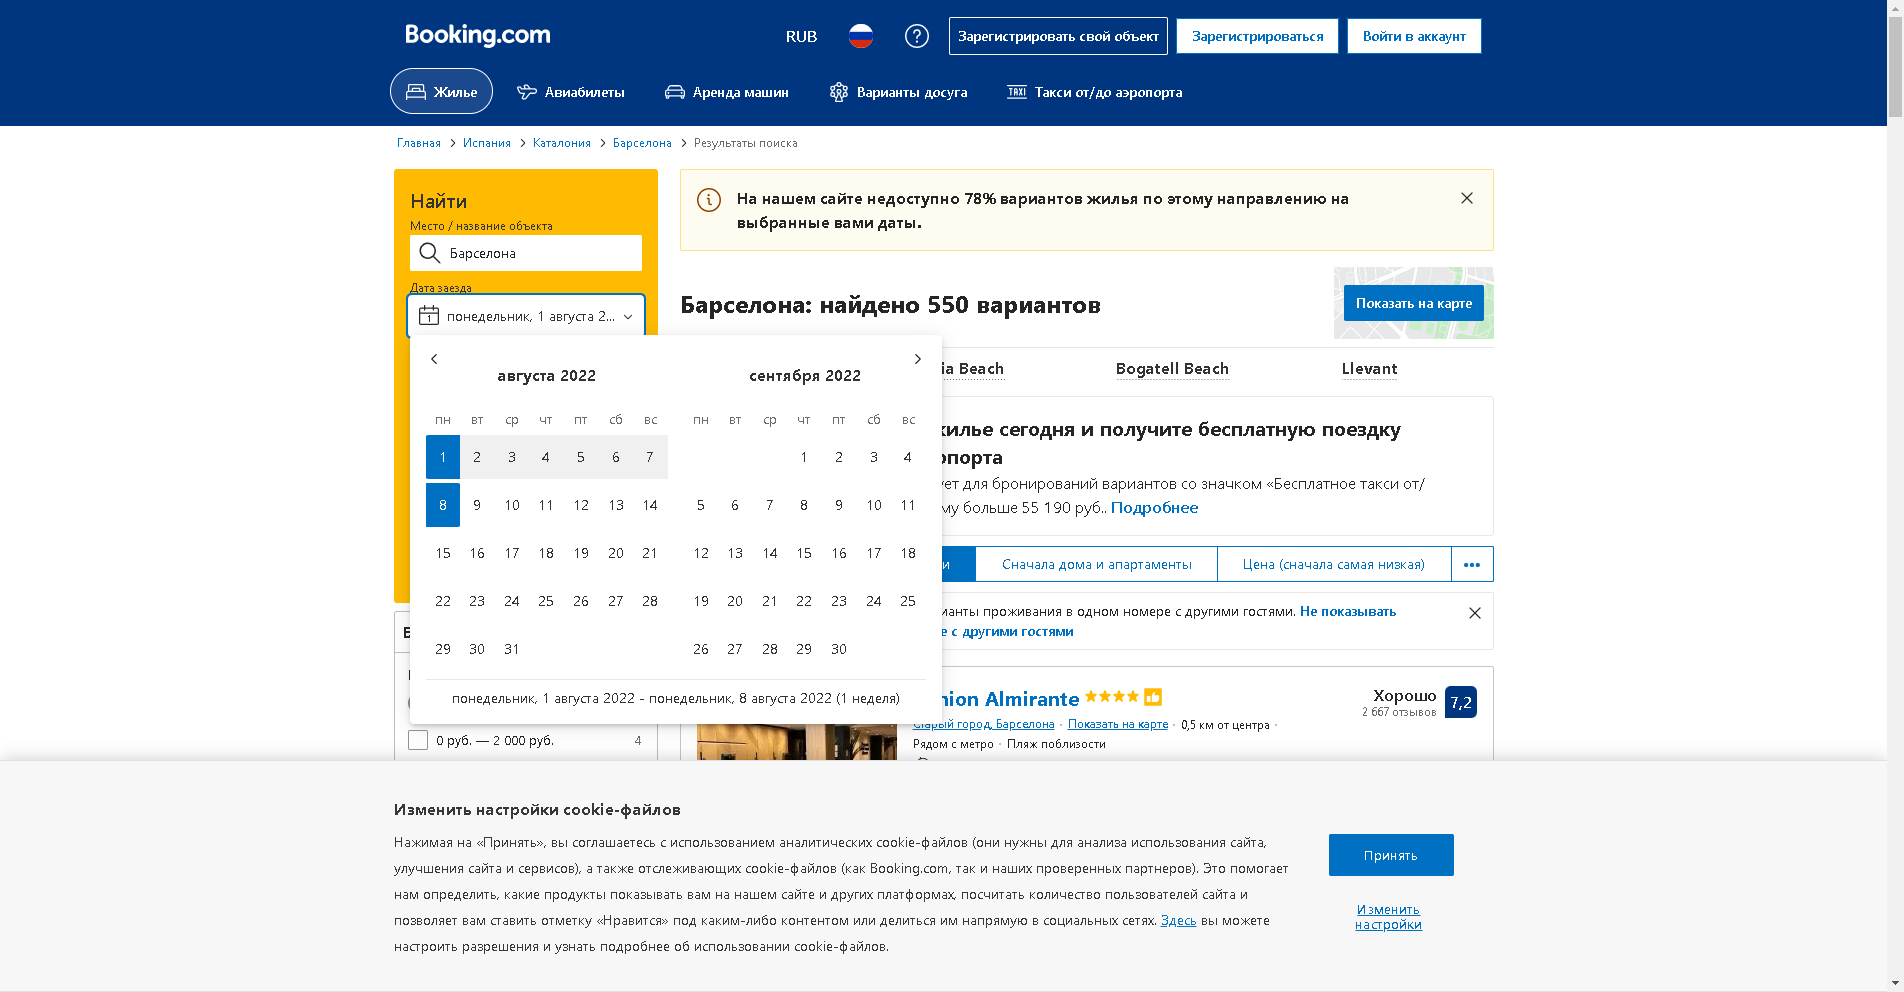 Booking.com
RUB
Зарегистрировать свой объект
Зарегистрироваться
Войти в аккаунт
Жилье
Авиабилеты
Аренда машин
Варианты досуга
TAXI
Такси от/до аэропорта
Главная
Испания
Каталония
Барселона
Результаты поиска
Найти
Место / название объекта
Барселона
Дата заезда
1
понедельник, 1 августа 2...
На нашем сайте недоступно 78% вариантов жилья по этому направлению на
выбранные вами даты.
Барселона: найдено 550 вариантов
Показать на карте
ia Beach
Bogatell Beach
Llevant
августа 2022
пн вт ср чт пт сб вс
1 2 3 4 5 6 7
8 9 10 11 12 13 14
15 16 17 18 19 20 21
22 23 24 25 26 27 28
29 30 31
сентября 2022
пн вт ср чт пт сб вс
1 2 3 4
5 6 7 8 9 10 11
12 13 14 15 16 17 18
19 20 21 22 23 24 25
26 27 28 29 30
понедельник, 1 августа 2022 - понедельник, 8 августа 2022 (1 неделя)
жилье сегодня и получите бесплатную поездку
опорта
ует для бронирований вариантов со значком «Бесплатное такси от/
му больше 55 190 руб.. Подробнее
и
Сначала дома и апартаменты
Цена (сначала самая низкая)
•••
ианты проживания в одном номере с другими гостями. Не показывать
е с другими гостями
nion Almirante
Хорошо
2 667 отзывов
7,2
Старый город, Барселона · Показать на карте · 0,5 км от центра ·
Рядом с метро · Пляж поблизости
0 руб. — 2 000 руб.
4
Изменить настройки cookie-файлов
Нажимая на «Принять», вы соглашаетесь с использованием аналитических cookie-файлов (они нужны для анализа использования сайта,
улучшения сайта и сервисов), а также отслеживающих cookie-файлов (как Booking.com, так и наших проверенных партнеров). Это помогает
нам определить, какие продукты показывать вам на нашем сайте и других платформах, посчитать количество пользователей сайта и
позволяет вам ставить отметку «Нравится» под каким-либо контентом или делиться им напрямую в социальных сетях. Здесь вы можете
настроить разрешения и узнать подробнее об использовании cookie-файлов.
Принять
Изменить
настройки